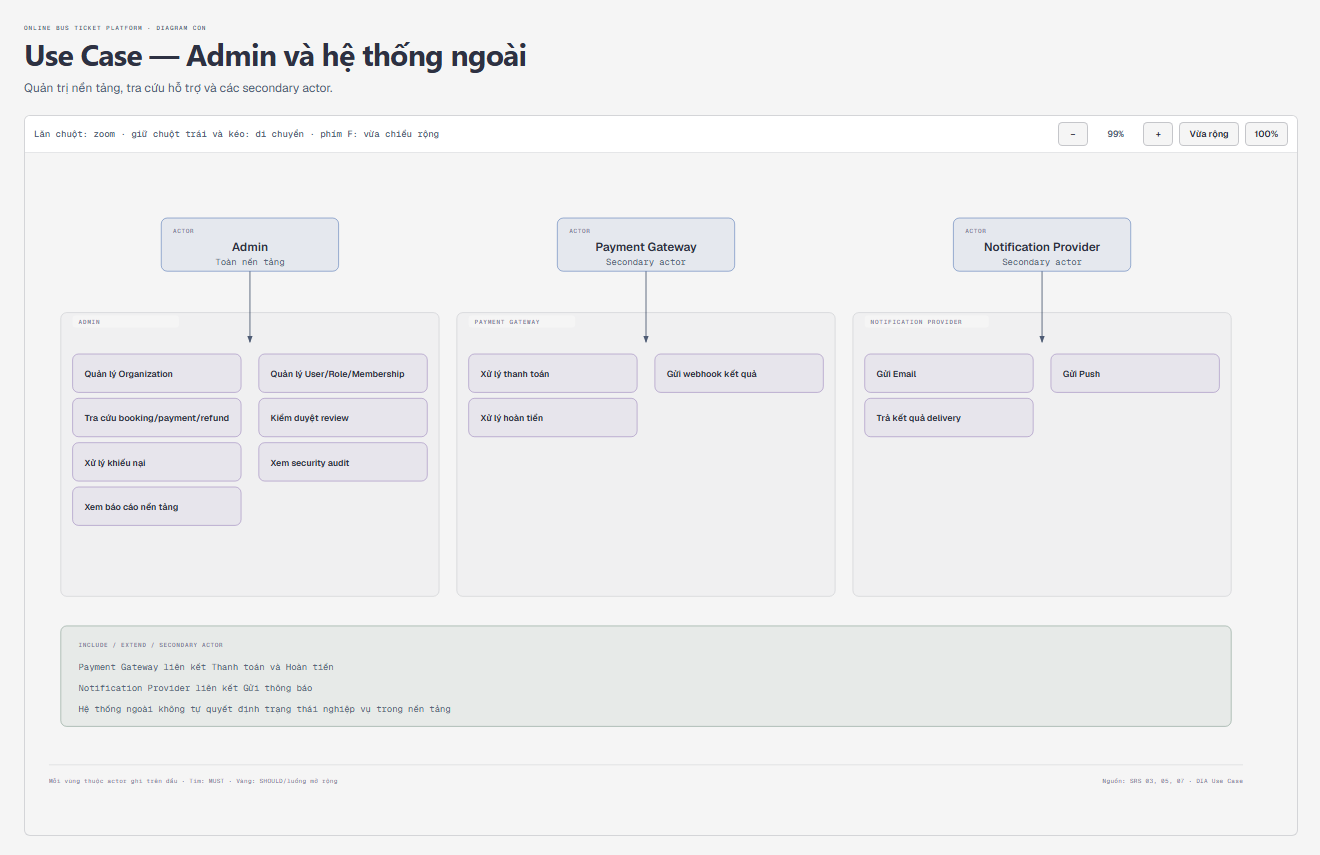 ONLINE BUS TICKET PLATFORM · DIAGRAM CON
Use Case — Admin và hệ thống ngoài
Quản trị nền tảng, tra cứu hỗ trợ và các secondary actor.
Lăn chuột: zoom · giữ chuột trái và kéo: di chuyển · phím F: vừa chiều rộng
−
99%
+
Vừa rộng
100%
ACTOR
Admin
Toàn nền tảng
ACTOR
Payment Gateway
Secondary actor
ACTOR
Notification Provider
Secondary actor
ADMIN
Quản lý Organization
Quản lý User/Role/Membership
Tra cứu booking/payment/refund
Kiểm duyệt review
Xử lý khiếu nại
Xem security audit
Xem báo cáo nền tảng
PAYMENT GATEWAY
Xử lý thanh toán
Gửi webhook kết quả
Xử lý hoàn tiền
NOTIFICATION PROVIDER
Gửi Email
Gửi Push
Trả kết quả delivery
INCLUDE / EXTEND / SECONDARY ACTOR
Payment Gateway liên kết Thanh toán và Hoàn tiền
Notification Provider liên kết Gửi thông báo
Hệ thống ngoài không tự quyết định trạng thái nghiệp vụ trong nền tảng
Mỗi vùng thuộc actor ghi trên đầu · Tím: MUST · Vàng: SHOULD/luồng mở rộng
Nguồn: SRS 03, 05, 07 · DIA Use Case